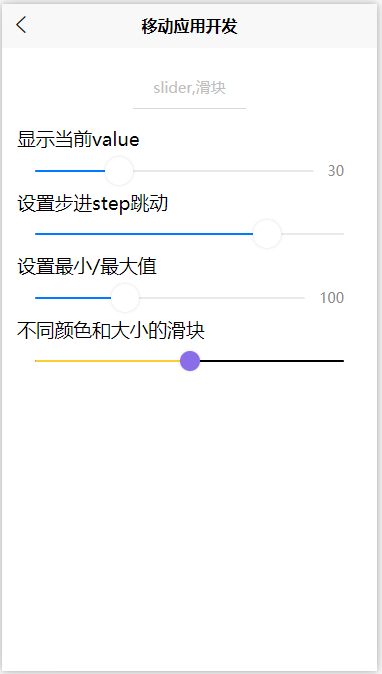 移动应用开发
slider,滑块
显示当前value
30
设置步进step跳动
设置最小/最大值
100
不同颜色和大小的滑块